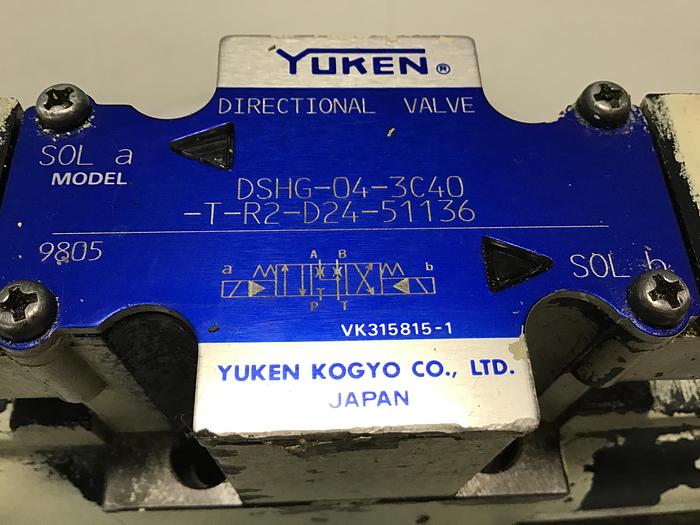 YUKEN®
DIRECTIONAL VALVE
SOL a
MODEL
DSHG-04-3C40
-T-R2-D24-51136
9805
A B
a b
P T
SOL b
VK315815-1
YUKEN KOGYO CO., LTD.
JAPAN